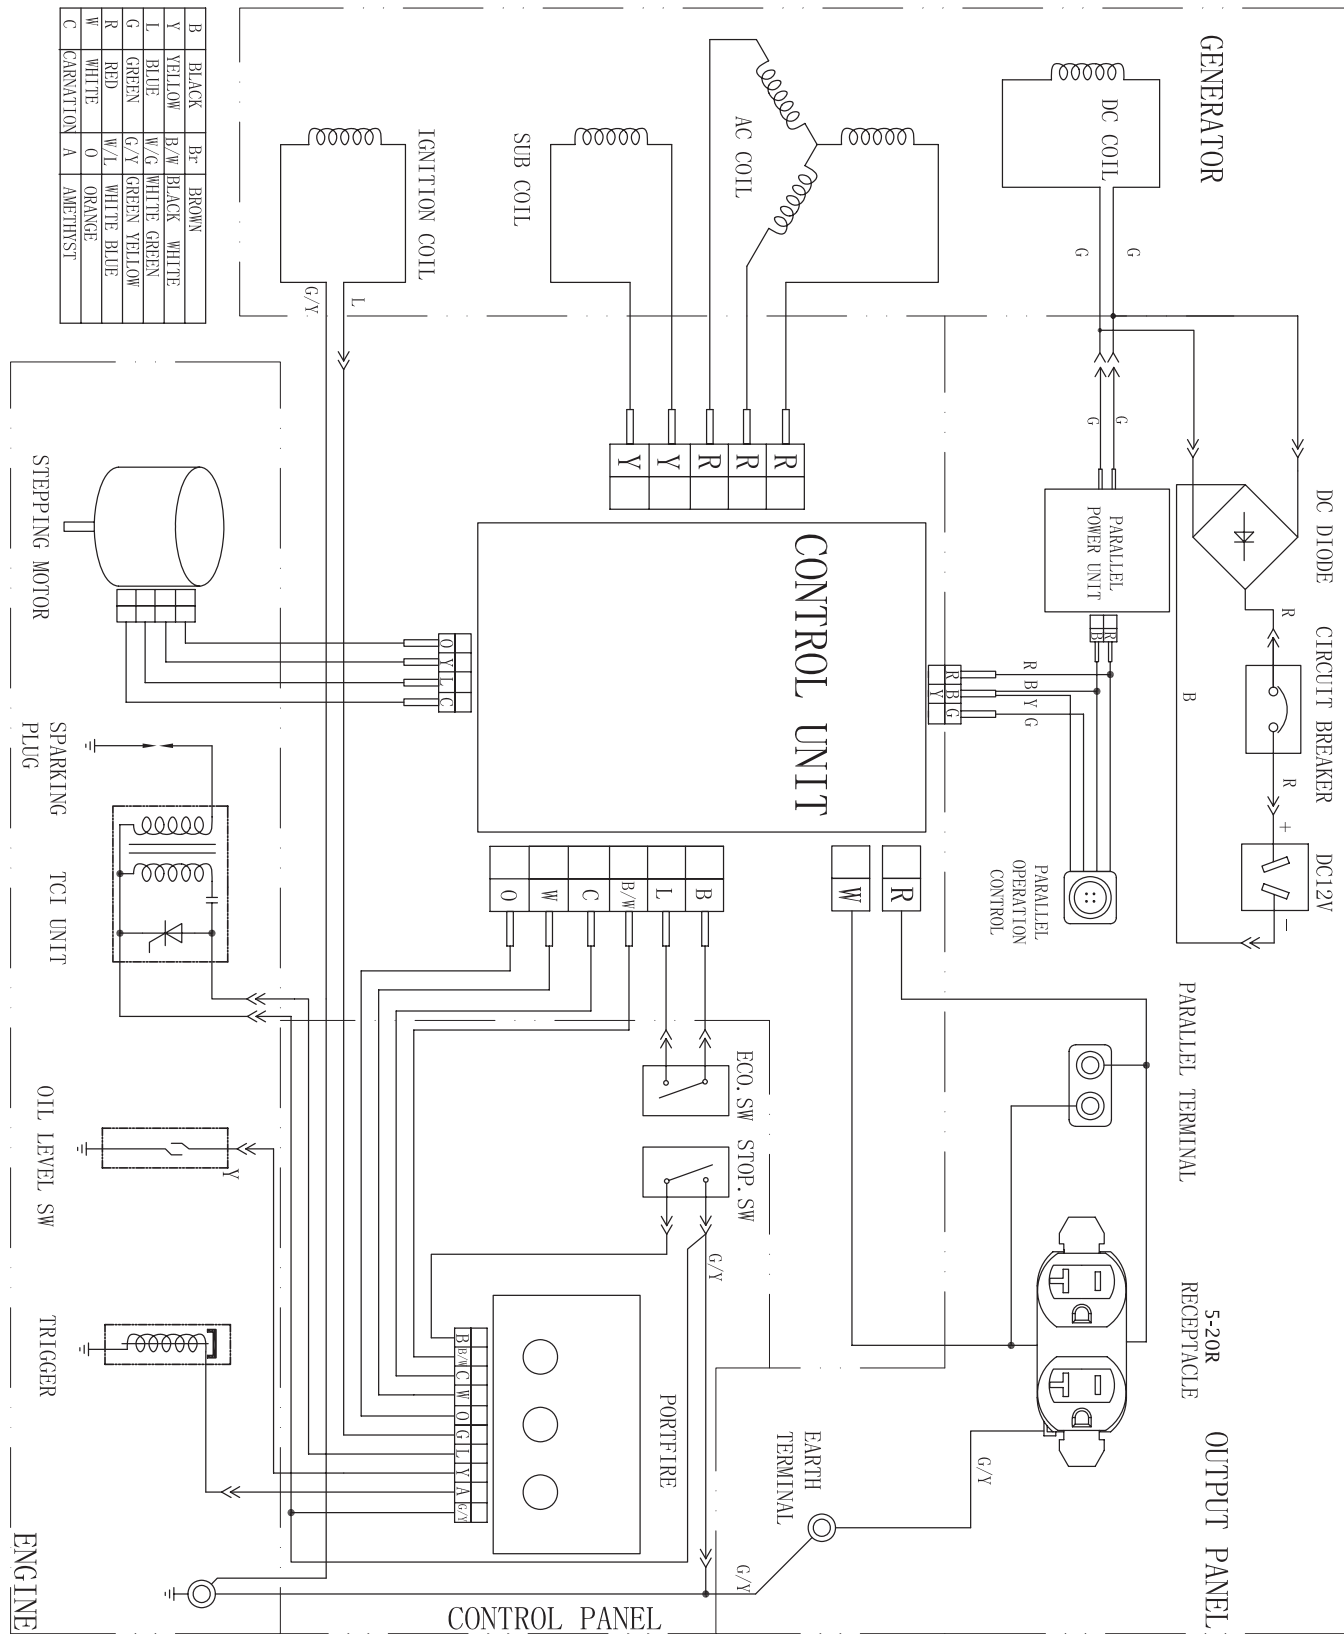 GENERATOR
DC COIL
AC COIL
SUB COIL
IGNITION COIL
G
G
L
G/Y
B BLACK Br BROWN
Y YELLOW B/W BLACK WHITE
L BLUE W/G WHITE GREEN
G GREEN G/Y GREEN YELLOW
R RED W/L WHITE BLUE
W WHITE O ORANGE
C CARNATION A AMETHYST
G
G
R
R
R
Y
Y
DC DIODE
CIRCUIT BREAKER
DC12V
R
R
+
-
B
PARALLEL
POWER UNIT
R
B
R
B
Y
G
R
B
Y
G
PARALLEL
OPERATION
CONTROL
CONTROL UNIT
STEPPING MOTOR
O
Y
L
C
SPARKING
PLUG
TCI UNIT
R
W
B
L
B/W
C
W
O
PARALLEL TERMINAL
ECO.SW
STOP.SW
G/Y
OIL LEVEL SW
Y
TRIGGER
5-20R
RECEPTACLE
OUTPUT PANEL
PORTFIRE
B
B/W
C
W
O
G
L
Y
A
G/Y
EARTH
TERMINAL
G/Y
G/Y
CONTROL PANEL
ENGINE